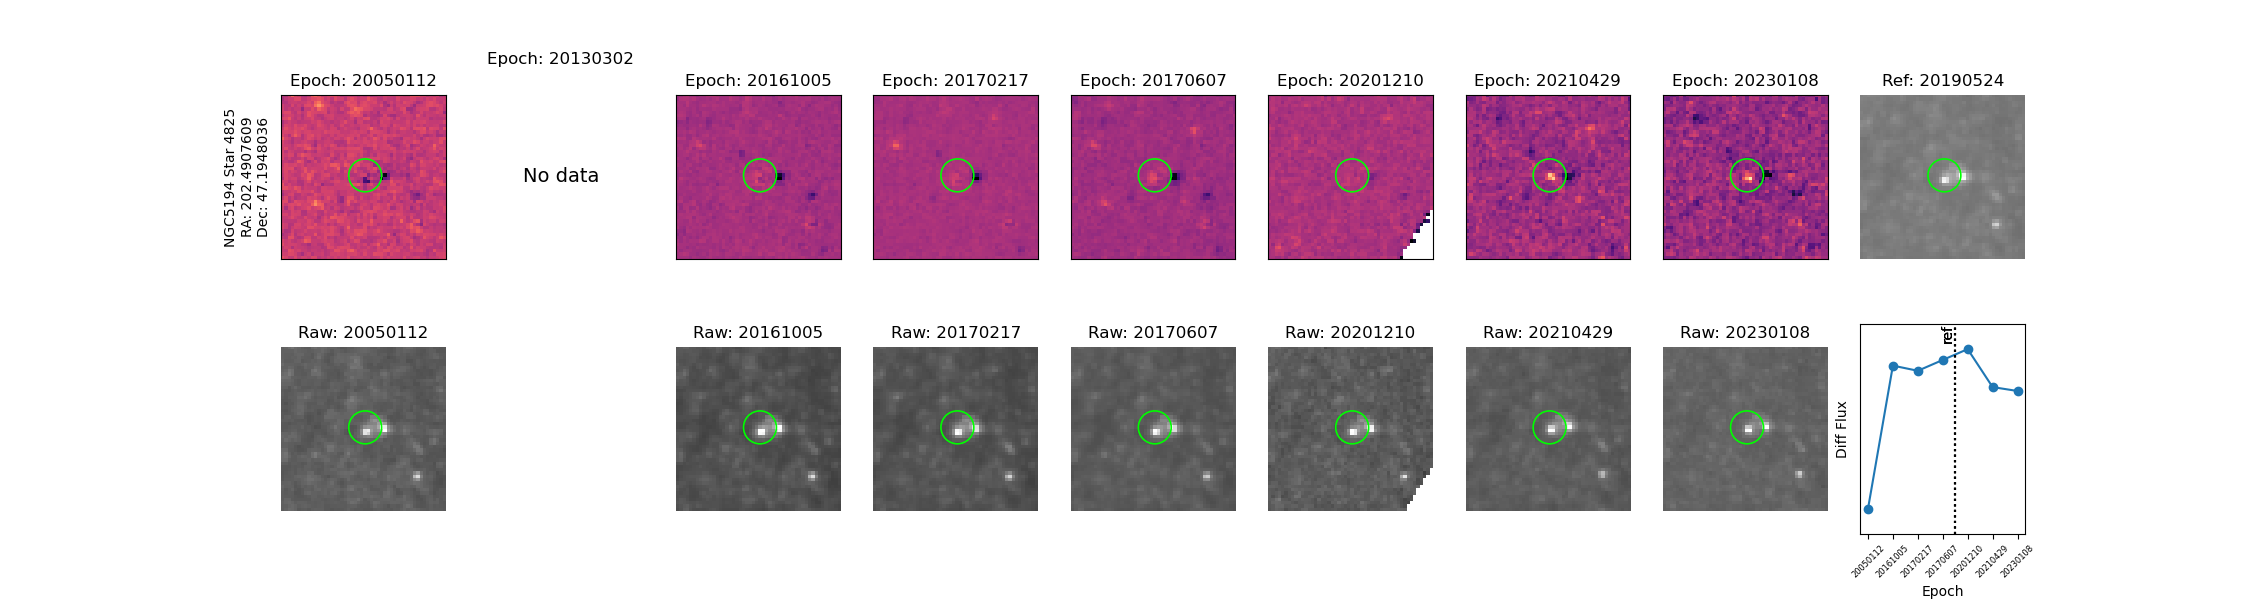 Epoch: 20050112
Epoch: 20130302
Epoch: 20161005
Epoch: 20170217
Epoch: 20170607
Epoch: 20201210
Epoch: 20210429
Epoch: 20230108
Ref: 20190524
NGC5194 Star 4825
RA: 202.4907609
Dec: 47.1948036
No data
Raw: 20050112
Raw: 20161005
Raw: 20170217
Raw: 20170607
Raw: 20201210
Raw: 20210429
Raw: 20230108
ref
Diff Flux
20050112
20161005
20170217
20170607
20201210
20210429
20230108
Epoch